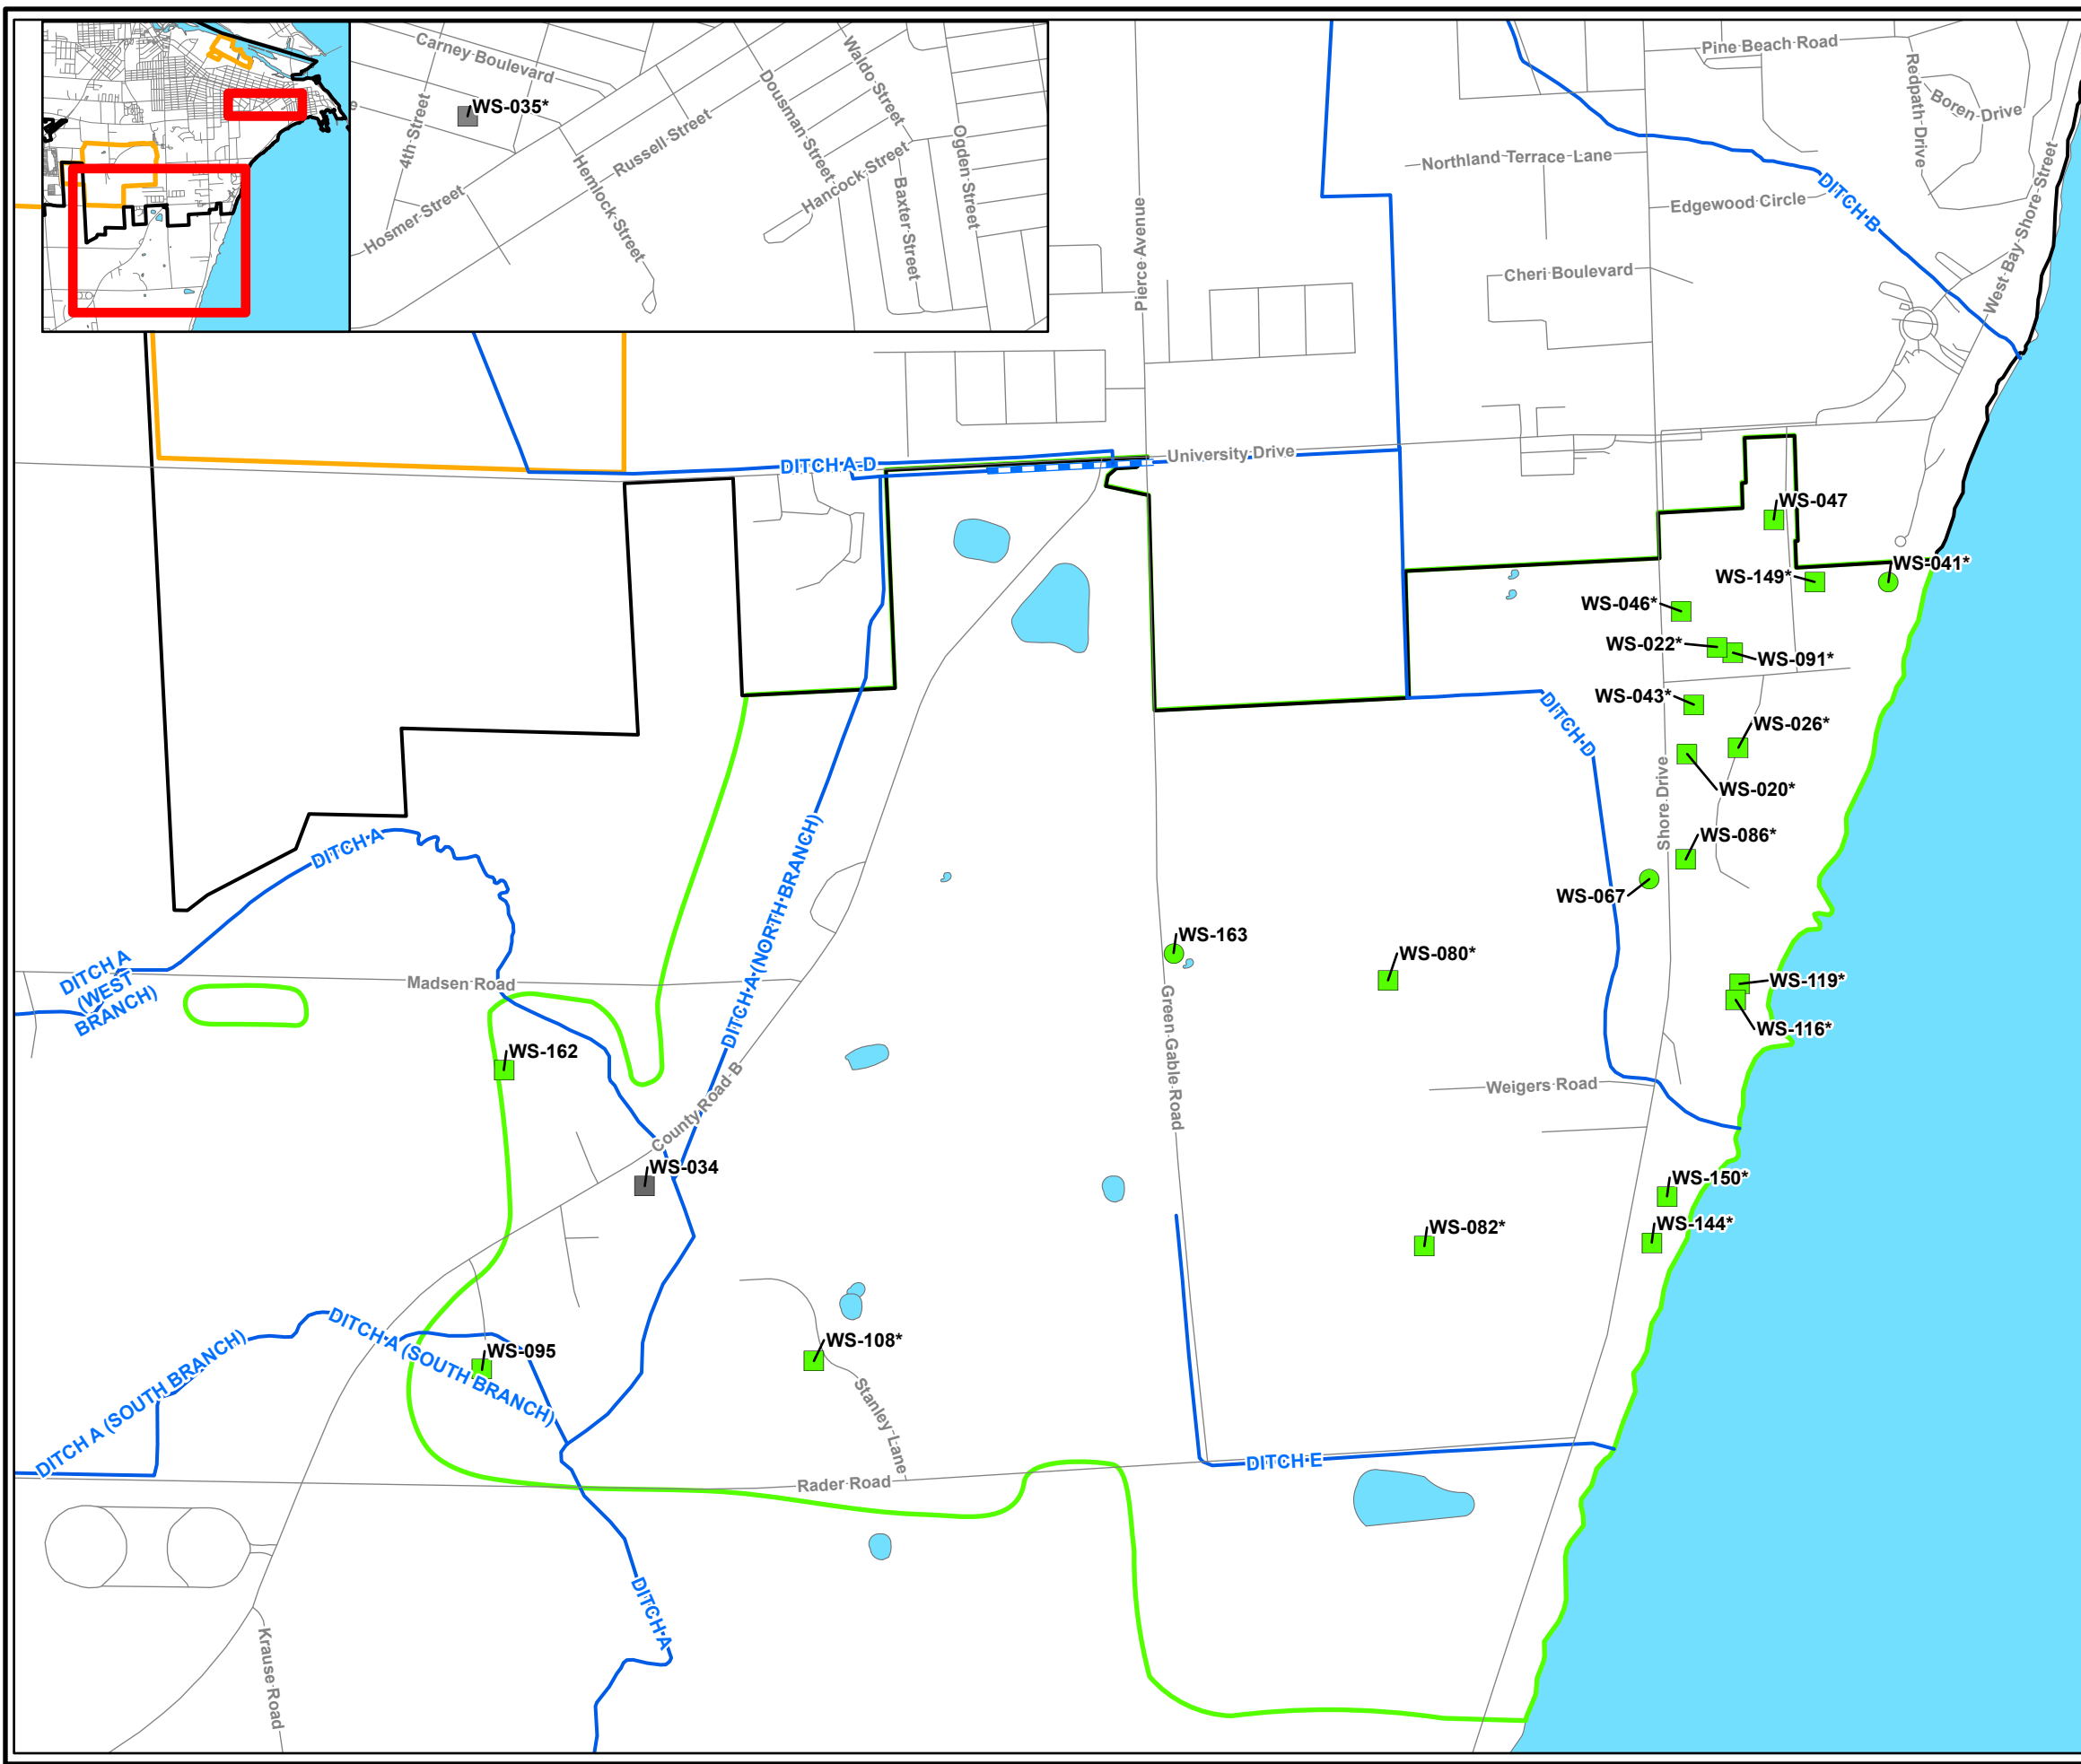 Carney Boulevard
WS-035*
4th Street
Hosmer Street
Hemlock Street
Russell Street
Dousman Street
Waldo Street
Hancock Street
Baxter Street
Ogden Street
e
Pierce Avenue
Pine Beach Road
Redpath Drive
Boren Drive
Northland Terrace Lane
Edgewood Circle
DITCH B
West Bay Shore Street
Cheri Boulevard
DITCH A-D
University Drive
WS-047
WS-041*
WS-149*
WS-046*
WS-022*
WS-091*
WS-043*
WS-026*
DITCH D
Shore Drive
WS-020*
WS-086*
WS-067
DITCH A
DITCH A (NORTH BRANCH)
WS-163
WS-080*
DITCH A
(WEST
BRANCH)
Madsen Road
WS-119*
WS-116*
Green Gable Road
WS-162
County Road B
Weigers Road
WS-034
WS-150*
WS-144*
WS-082*
DITCH A (SOUTH BRANCH)
DITCH A (SOUTH BRANCH)
WS-095
WS-108*
Stanley Lane
DITCH E
Rader Road
DITCH A
Krause Road